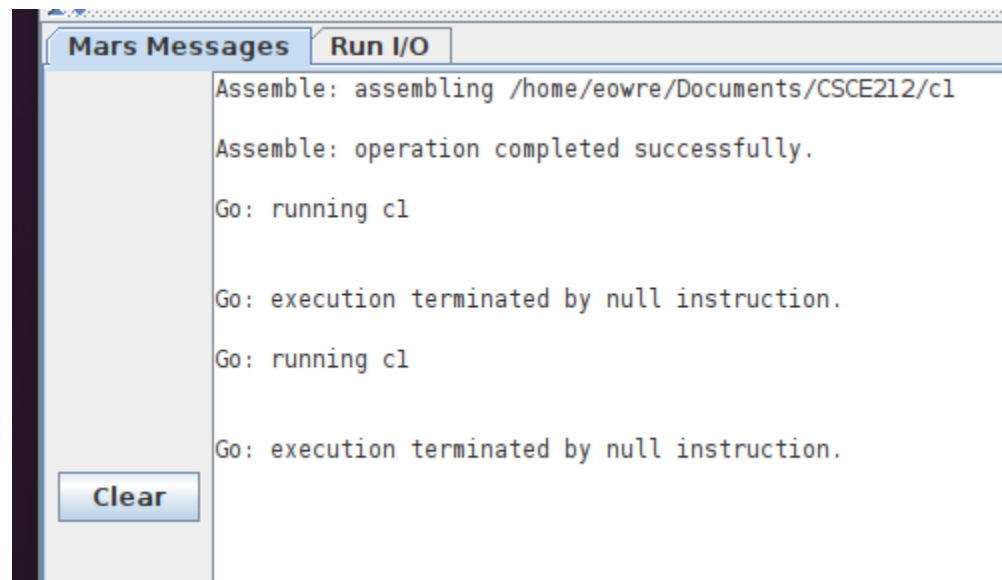 Mars Messages Run I/O
Assemble: assembling /home/eowre/Documents/CSCE212/cl
Assemble: operation completed successfully.
Go: running cl
Go: execution terminated by null instruction.
Go: running cl
Go: execution terminated by null instruction.
Clear